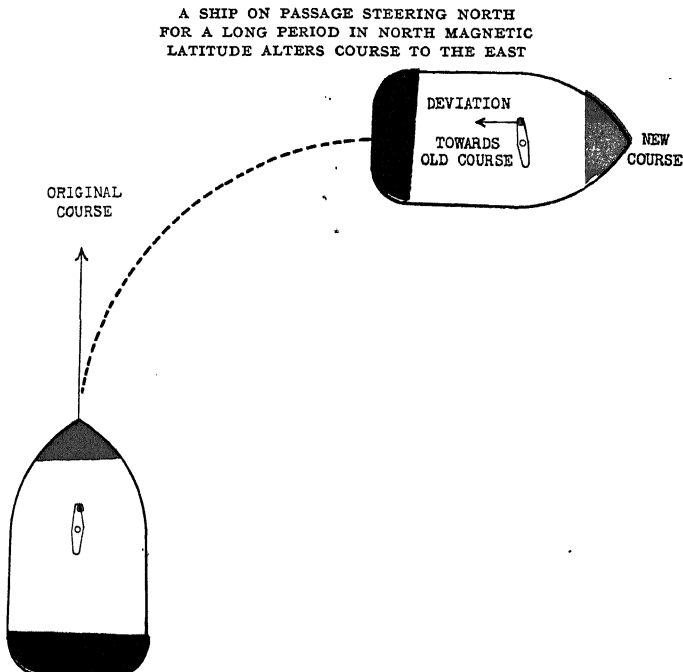 A SHIP ON PASSAGE STEERING NORTH
FOR A LONG PERIOD IN NORTH MAGNETIC
LATITUDE ALTERS COURSE TO THE EAST
DEVIATION
TOWARDS
OLD COURSE
NEW
COURSE
ORIGINAL
COURSE